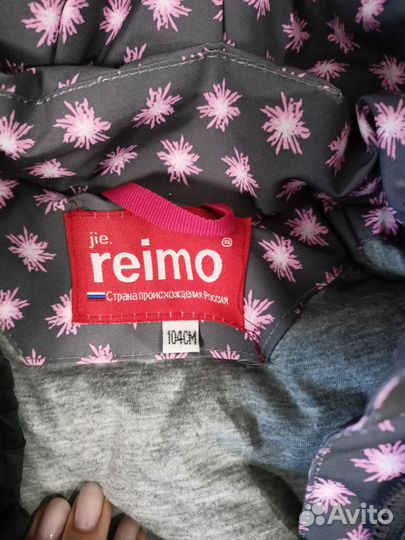 jie.
reimo®
Страна происхождения Россия
104CM
Avito